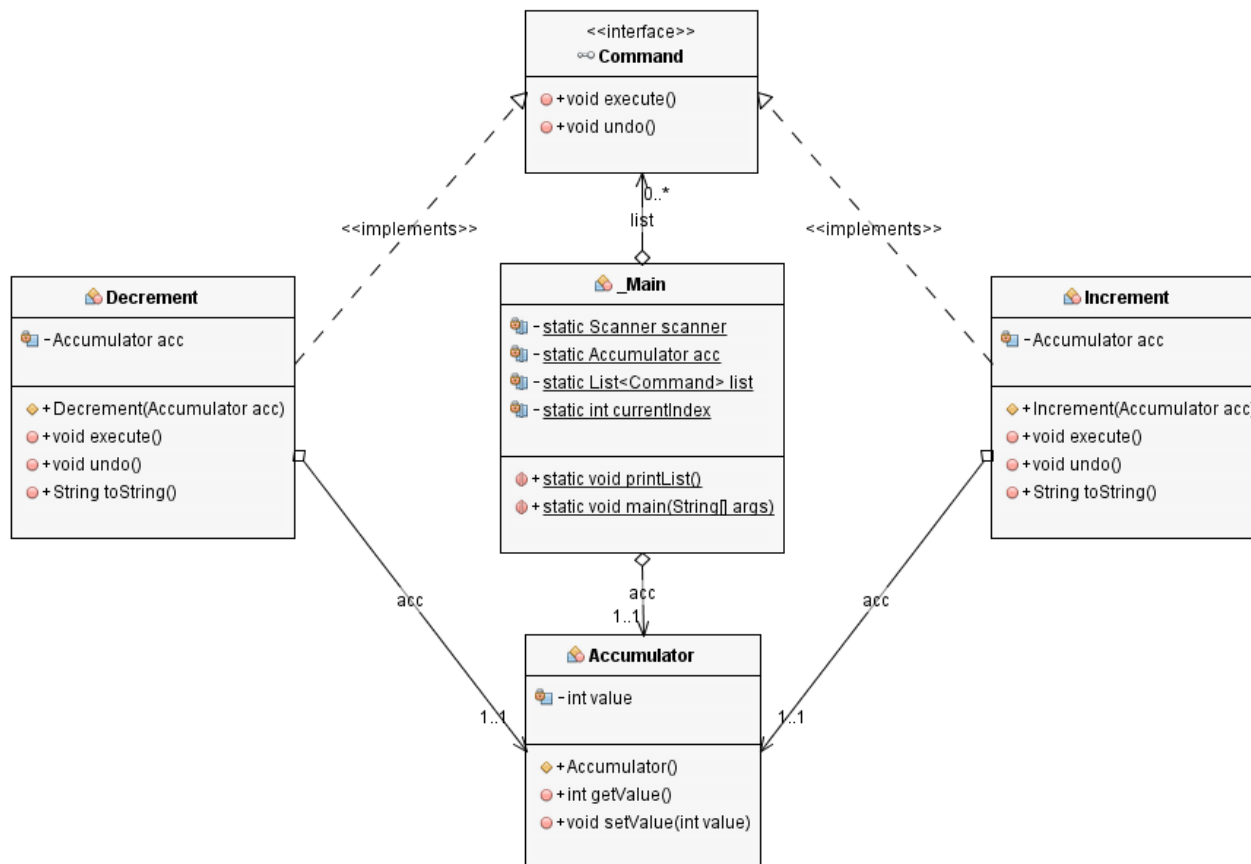 <<interface>>
Command
+void execute()
+void undo()
0..*
list
<<implements>>
<<implements>>
Decrement
-Accumulator acc
+Decrement(Accumulator acc)
+void execute()
+void undo()
+String toString()
_Main
-static Scanner scanner
-static Accumulator acc
-static List<Command> list
-static int currentIndex
+static void printList()
+static void main(String[] args)
Increment
-Accumulator acc
+Increment(Accumulator acc)
+void execute()
+void undo()
+String toString()
acc
acc
acc
1..1
1..1
1..1
Accumulator
-int value
+Accumulator()
+int getValue()
+void setValue(int value)